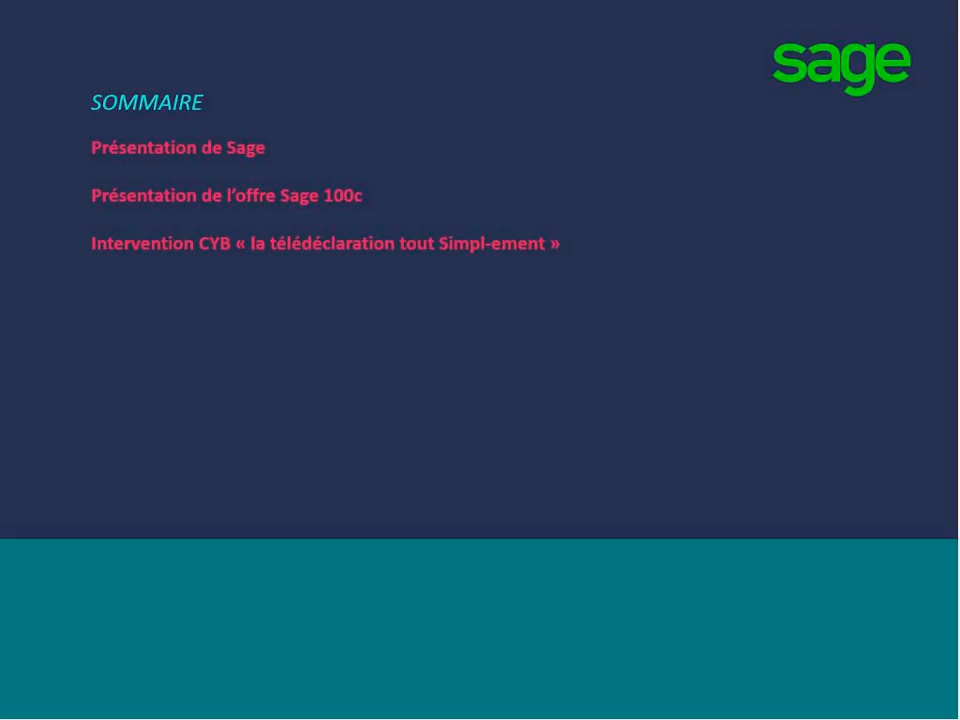 sage
SOMMAIRE
Présentation de Sage
Présentation de l’offre Sage 100c
Intervention CYB « la télédéclaration tout Simpl-ement »